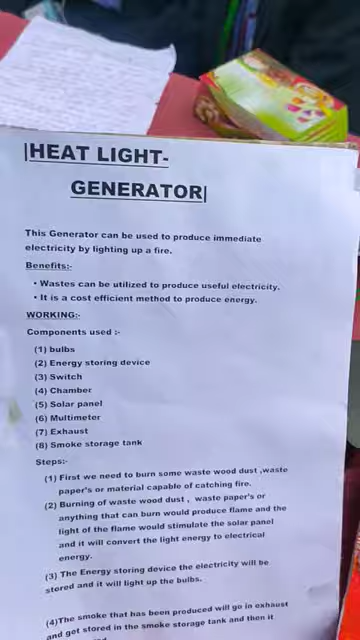 |HEAT LIGHT-
GENERATOR|
This Generator can be used to produce immediate
electricity by lighting up a fire.
Benefits:-
• Wastes can be utilized to produce useful electricity.
• It is a cost efficient method to produce energy.
WORKING:-
Components used :-
(1) bulbs
(2) Energy storing device
(3) Switch
(4) Chamber
(5) Solar panel
(6) Multimeter
(7) Exhaust
(8) Smoke storage tank
Steps:-
(1) First we need to burn some waste wood dust ,waste
paper's or material capable of catching fire.
(2) Burning of waste wood dust , waste paper's or
anything that can burn would produce flame and the
light of the flame would stimulate the solar panel
and it will convert the light energy to electrical
energy.
(3) The Energy storing device the electricity will be
stored and it will light up the bulbs.
(4)The smoke that has been produced will go in exhaust
and get stored in the smoke storage tank and then it